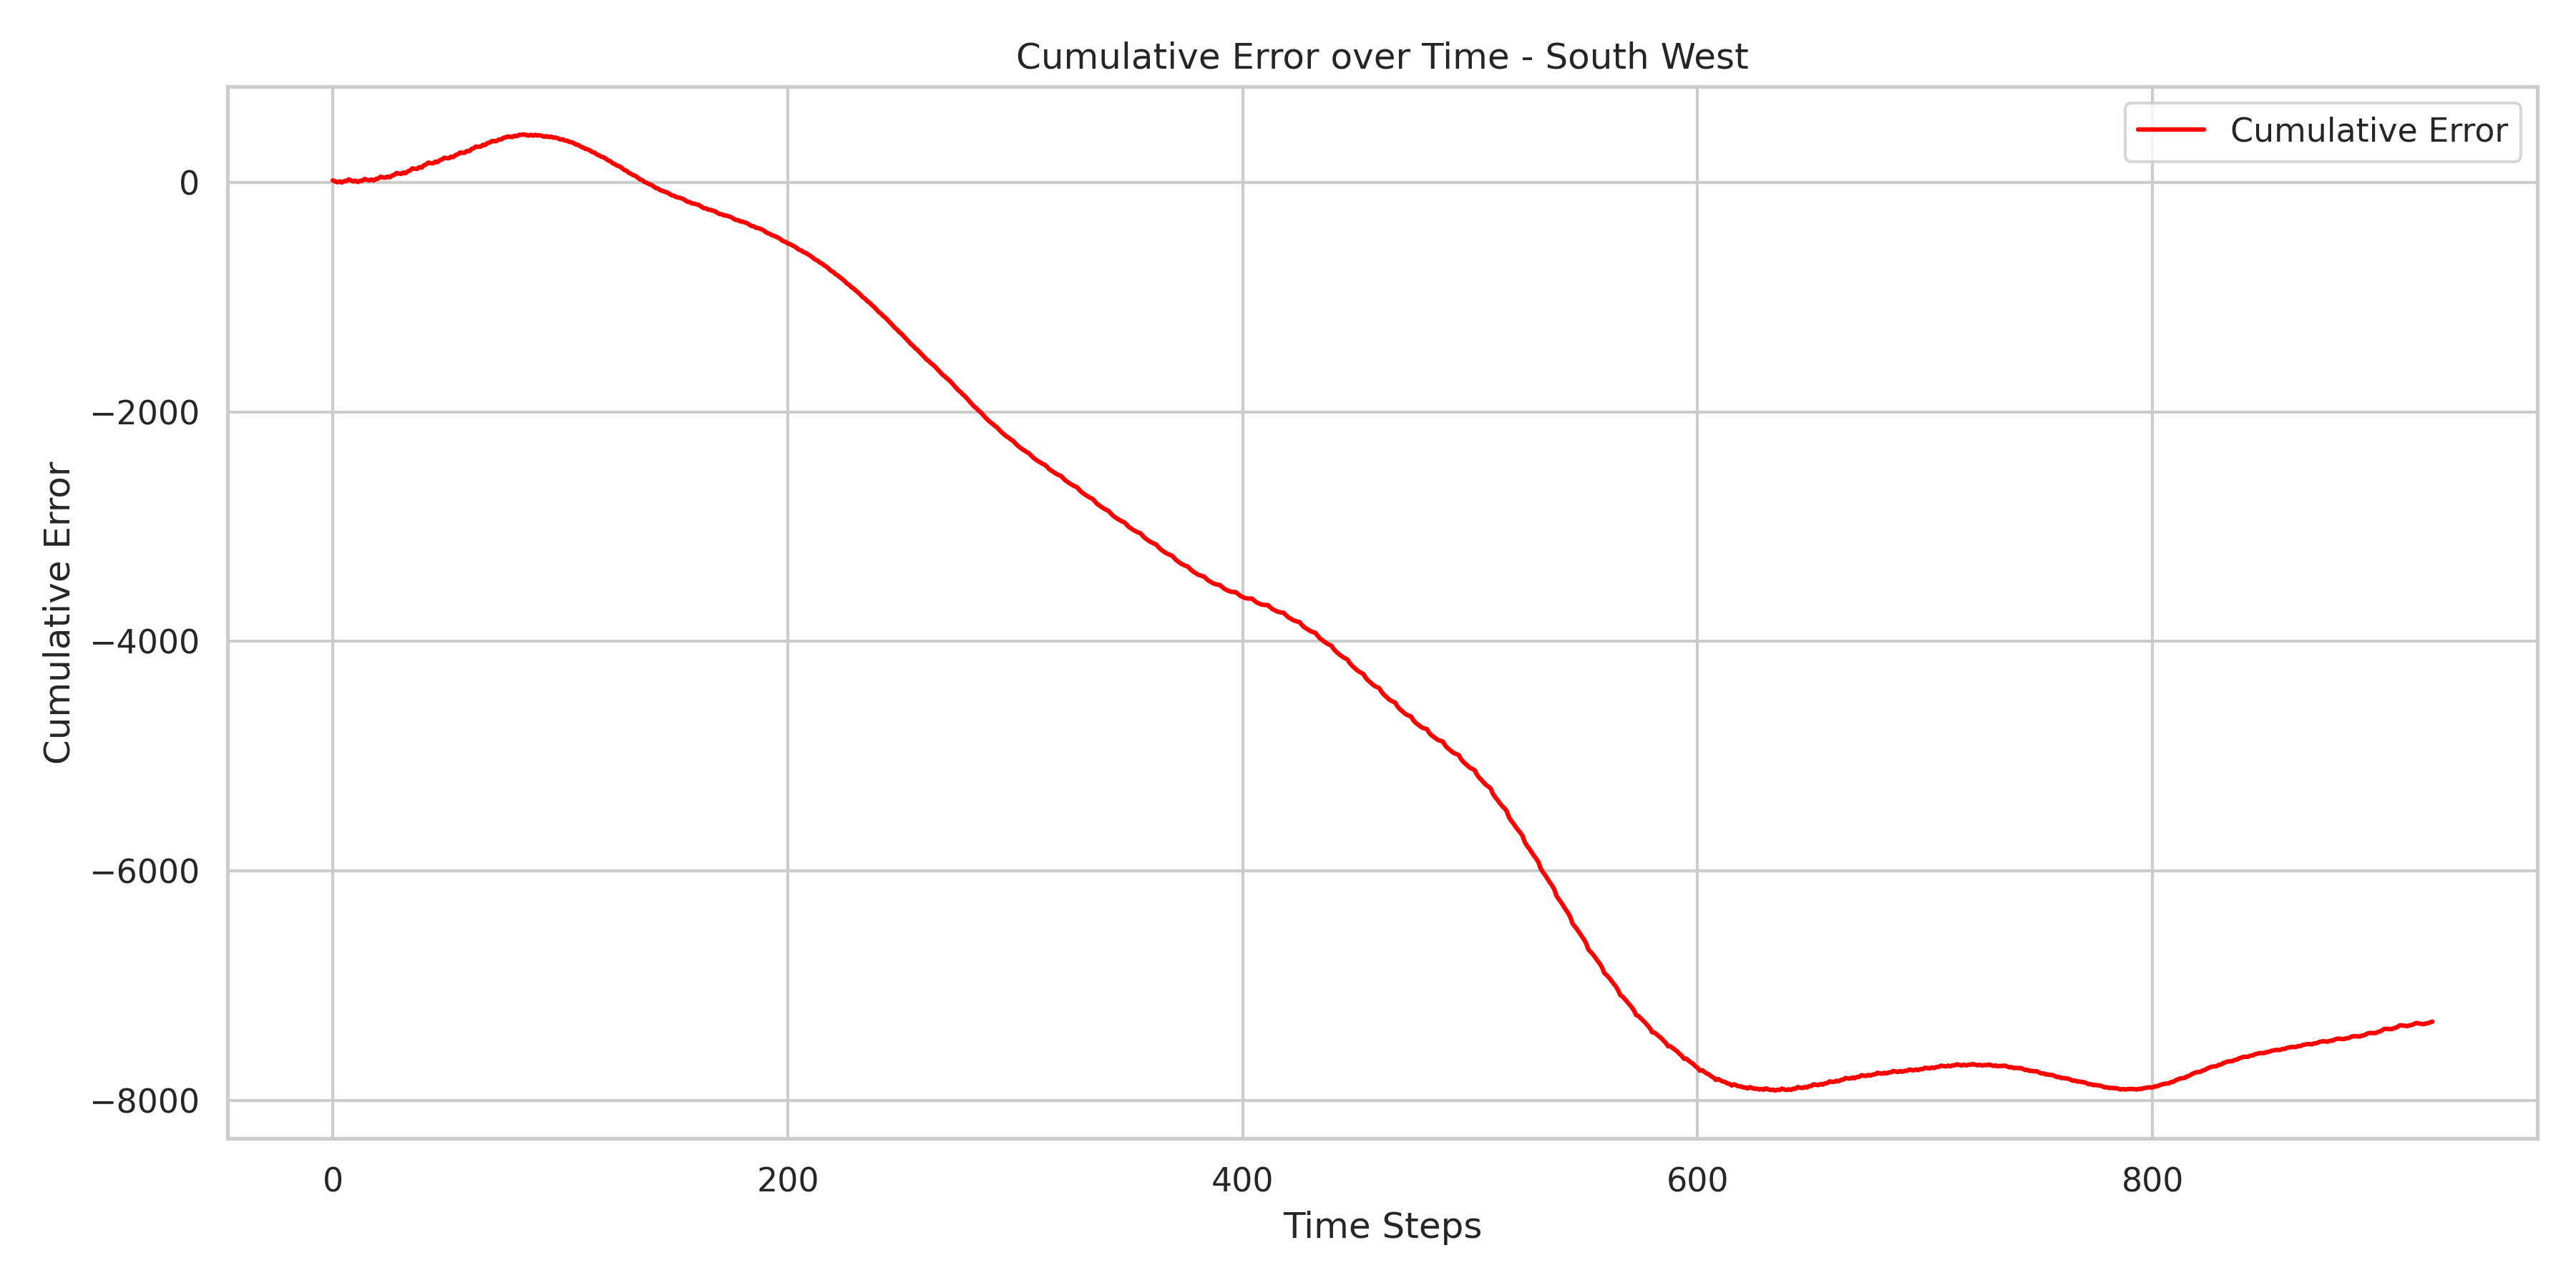 Cumulative Error over Time - South West
Cumulative Error
0
−2000
−4000
−6000
−8000
Cumulative Error
0 200 400 600 800
Time Steps